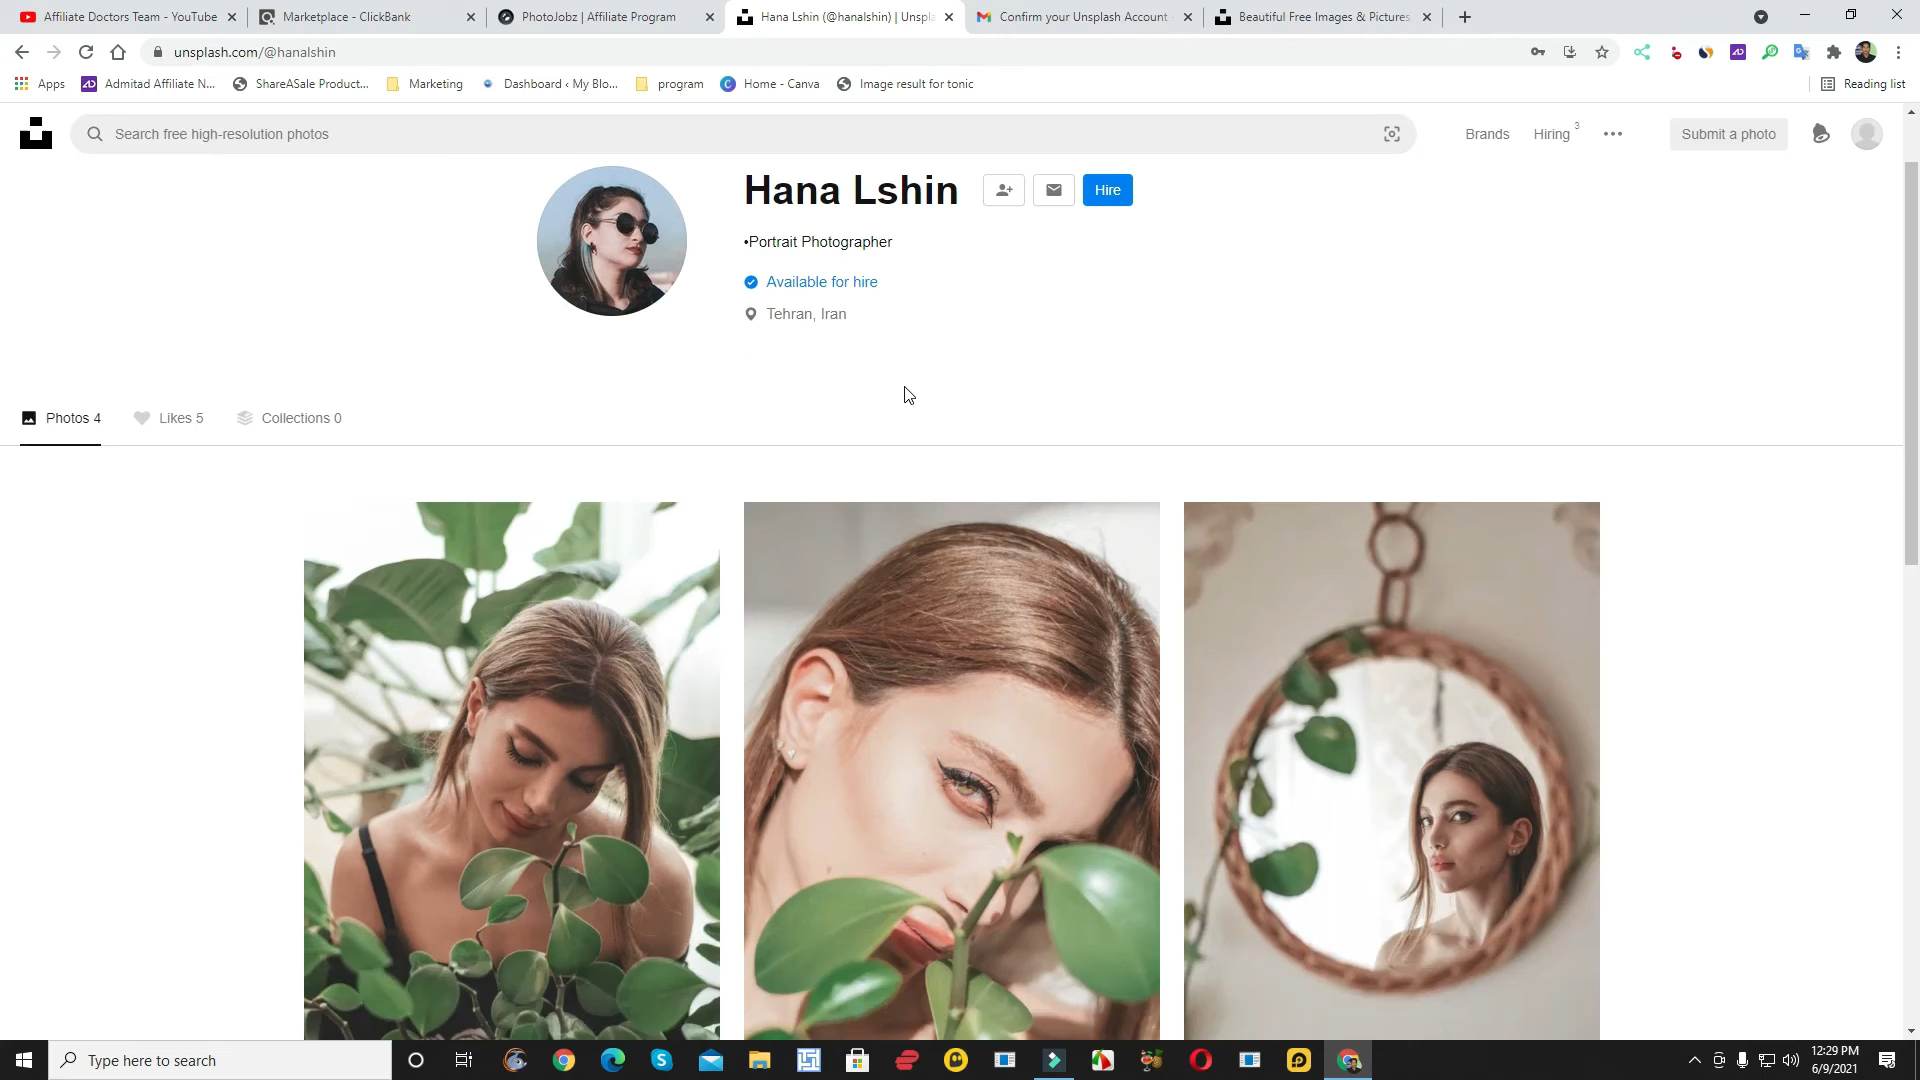 Affiliate Doctors Team - YouTube
Marketplace - ClickBank
PhotoJobz | Affiliate Program
Hana Lshin (@hanalshin) | Unspla
Confirm your Unsplash Account
Beautiful Free Images & Pictures
unsplash.com/@hanalshin
Apps
Admitad Affiliate N...
ShareASale Product...
Marketing
Dashboard ‹ My Blo...
program
Home - Canva
Image result for tonic
Reading list
Search free high-resolution photos
Brands
Hiring 3
Submit a photo
Hana Lshin
Hire
•Portrait Photographer
Available for hire
Tehran, Iran
Photos 4
Likes 5
Collections 0
Type here to search
12:29 PM
6/9/2021